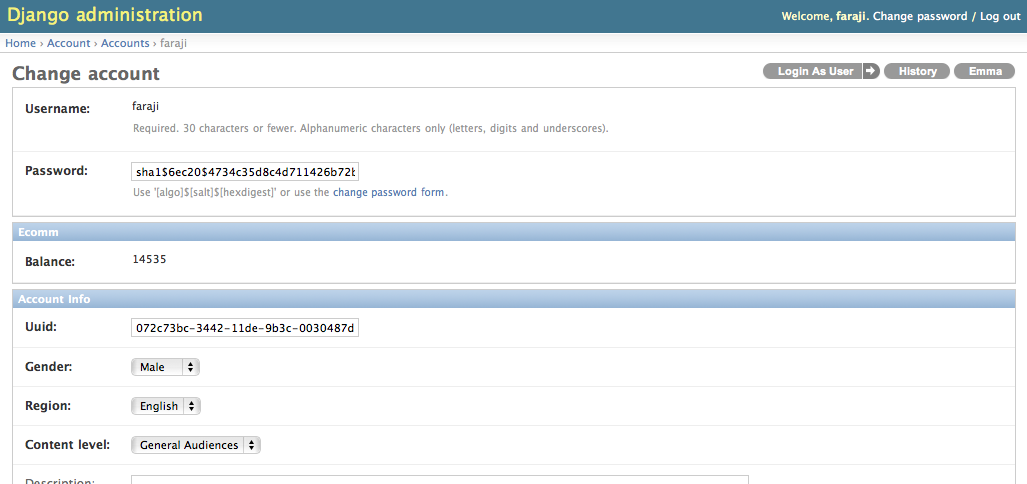 Django administration
Welcome, faraji. Change password / Log out
Home › Account › Accounts › faraji
Change account
Login As User
History
Emma
Username: faraji
Required. 30 characters or fewer. Alphanumeric characters only (letters, digits and underscores).
Password: sha1$6ec20$4734c35d8c4d711426b72b
Use '[algo]$[salt]$[hexdigest]' or use the change password form.
Ecomm
Balance: 14535
Account Info
Uuid: 072c73bc-3442-11de-9b3c-0030487d
Gender: Male
Region: English
Content level: General Audiences
Description: